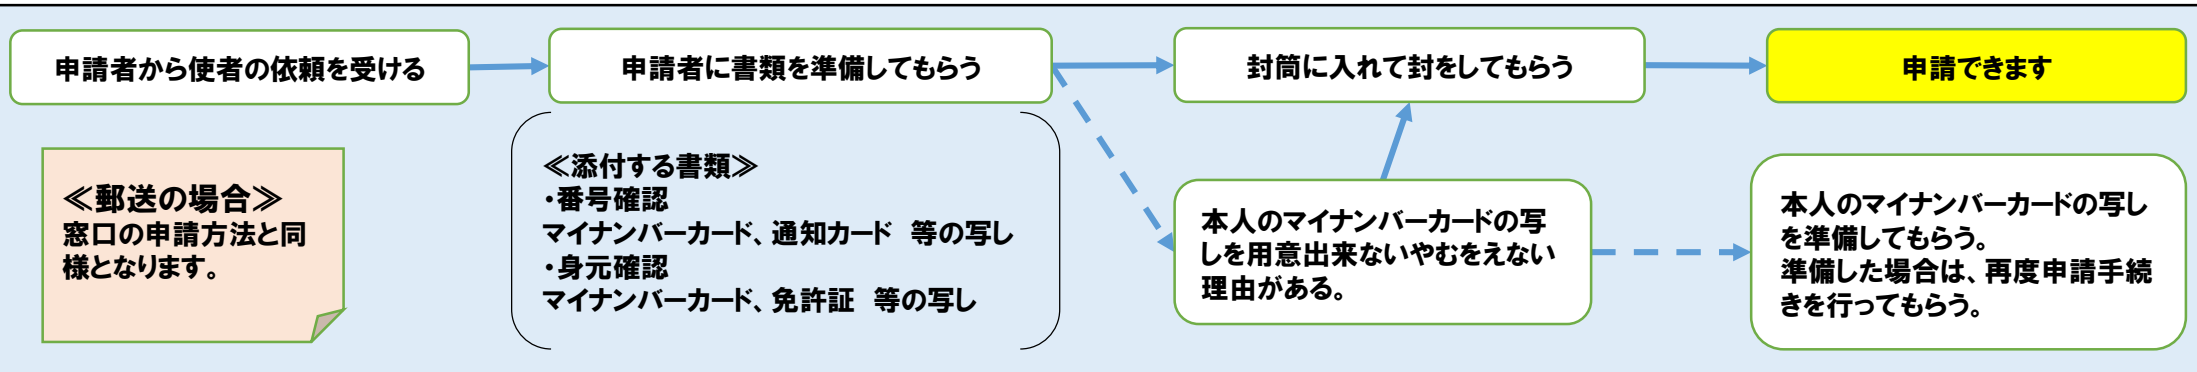 申請者から使者の依頼を受ける
申請者に書類を準備してもらう
封筒に入れて封をしてもらう
申請できます
≪郵送の場合≫
窓口の申請方法と同
様となります。
≪添付する書類≫
・番号確認
マイナンバーカード、通知カード　等の写し
・身元確認
マイナンバーカード、免許証　等の写し
本人のマイナンバーカードの写
しを用意出来ないやむをえない
理由がある。
本人のマイナンバーカードの写し
を準備してもらう。
準備した場合は、再度申請手続
きを行ってもらう。